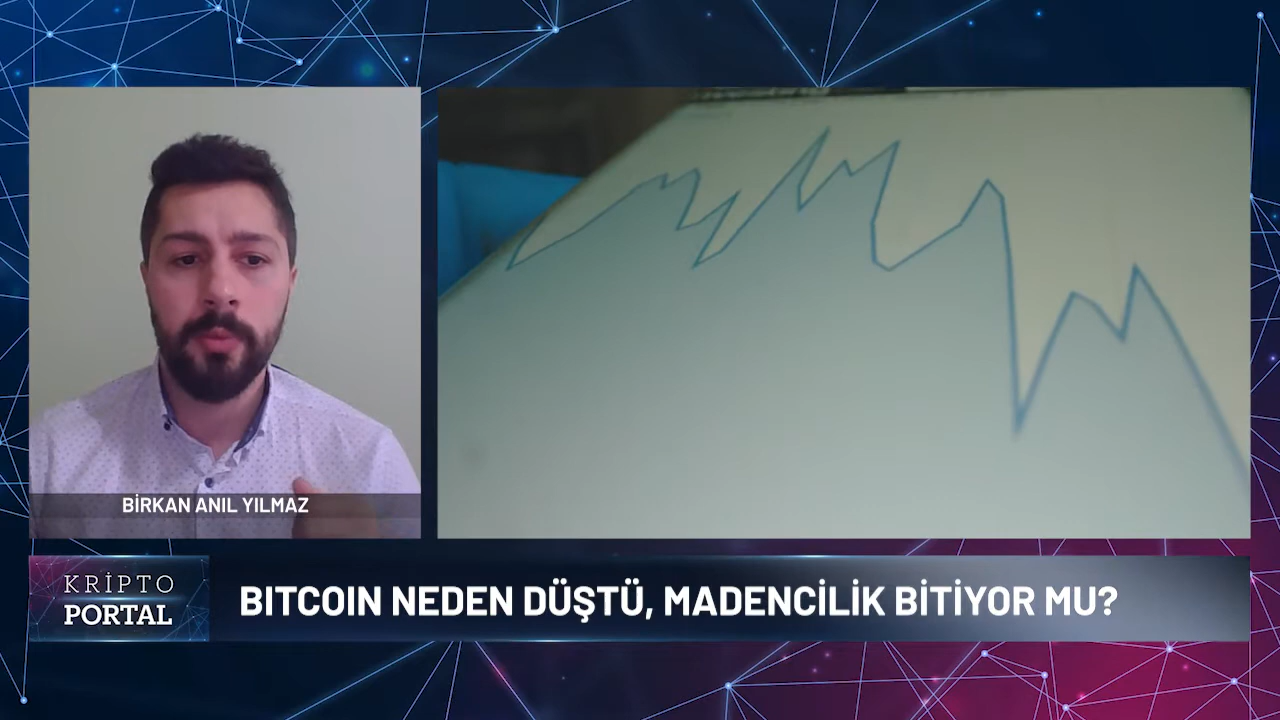 BİRKAN ANIL YILMAZ
KRİPTO
PORTAL
BITCOIN NEDEN DÜŞTÜ, MADENCİLİK BİTİYOR MU?